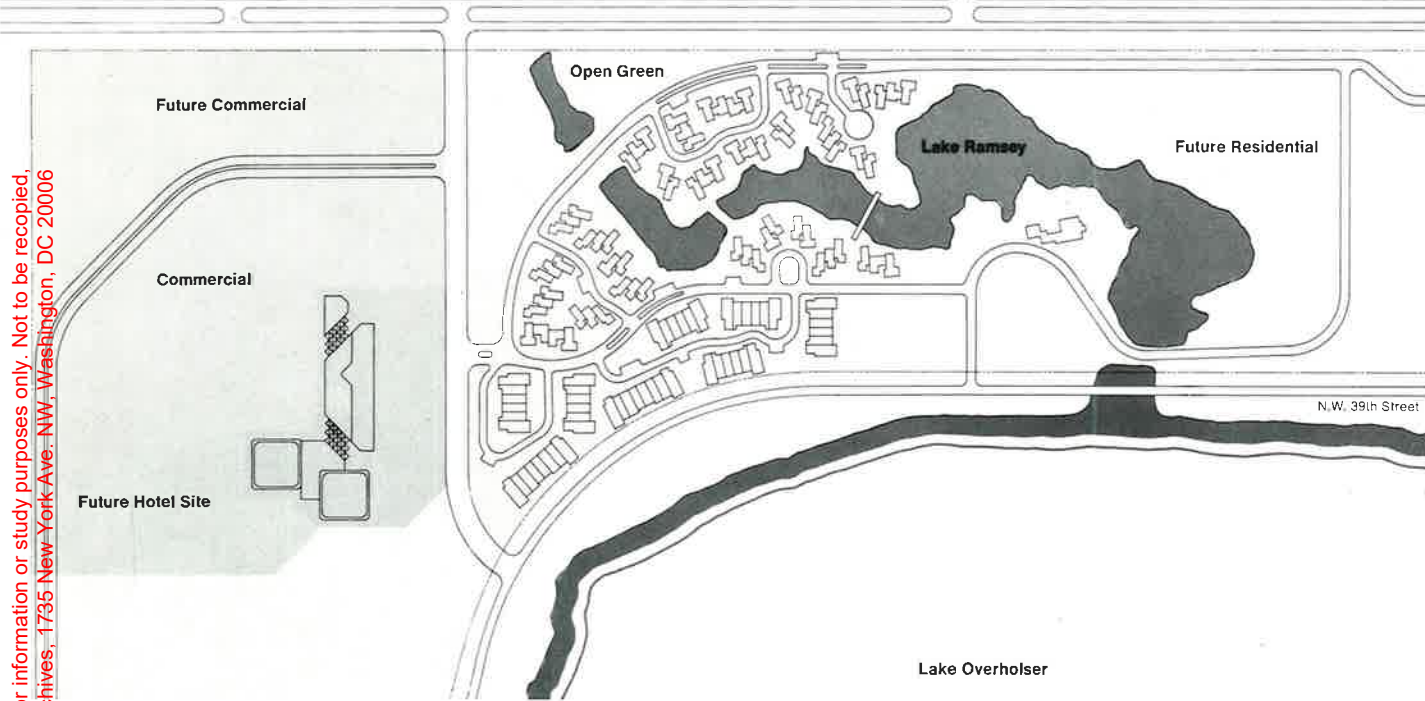 Open Green
Future Commercial
Lake Ramsey
Future Residential
Commercial
N.W. 39th Street
Future Hotel Site
Lake Overholser
information or study purposes only. Not to be recopied,
1735 New York Ave. NW, Washington, DC 20006